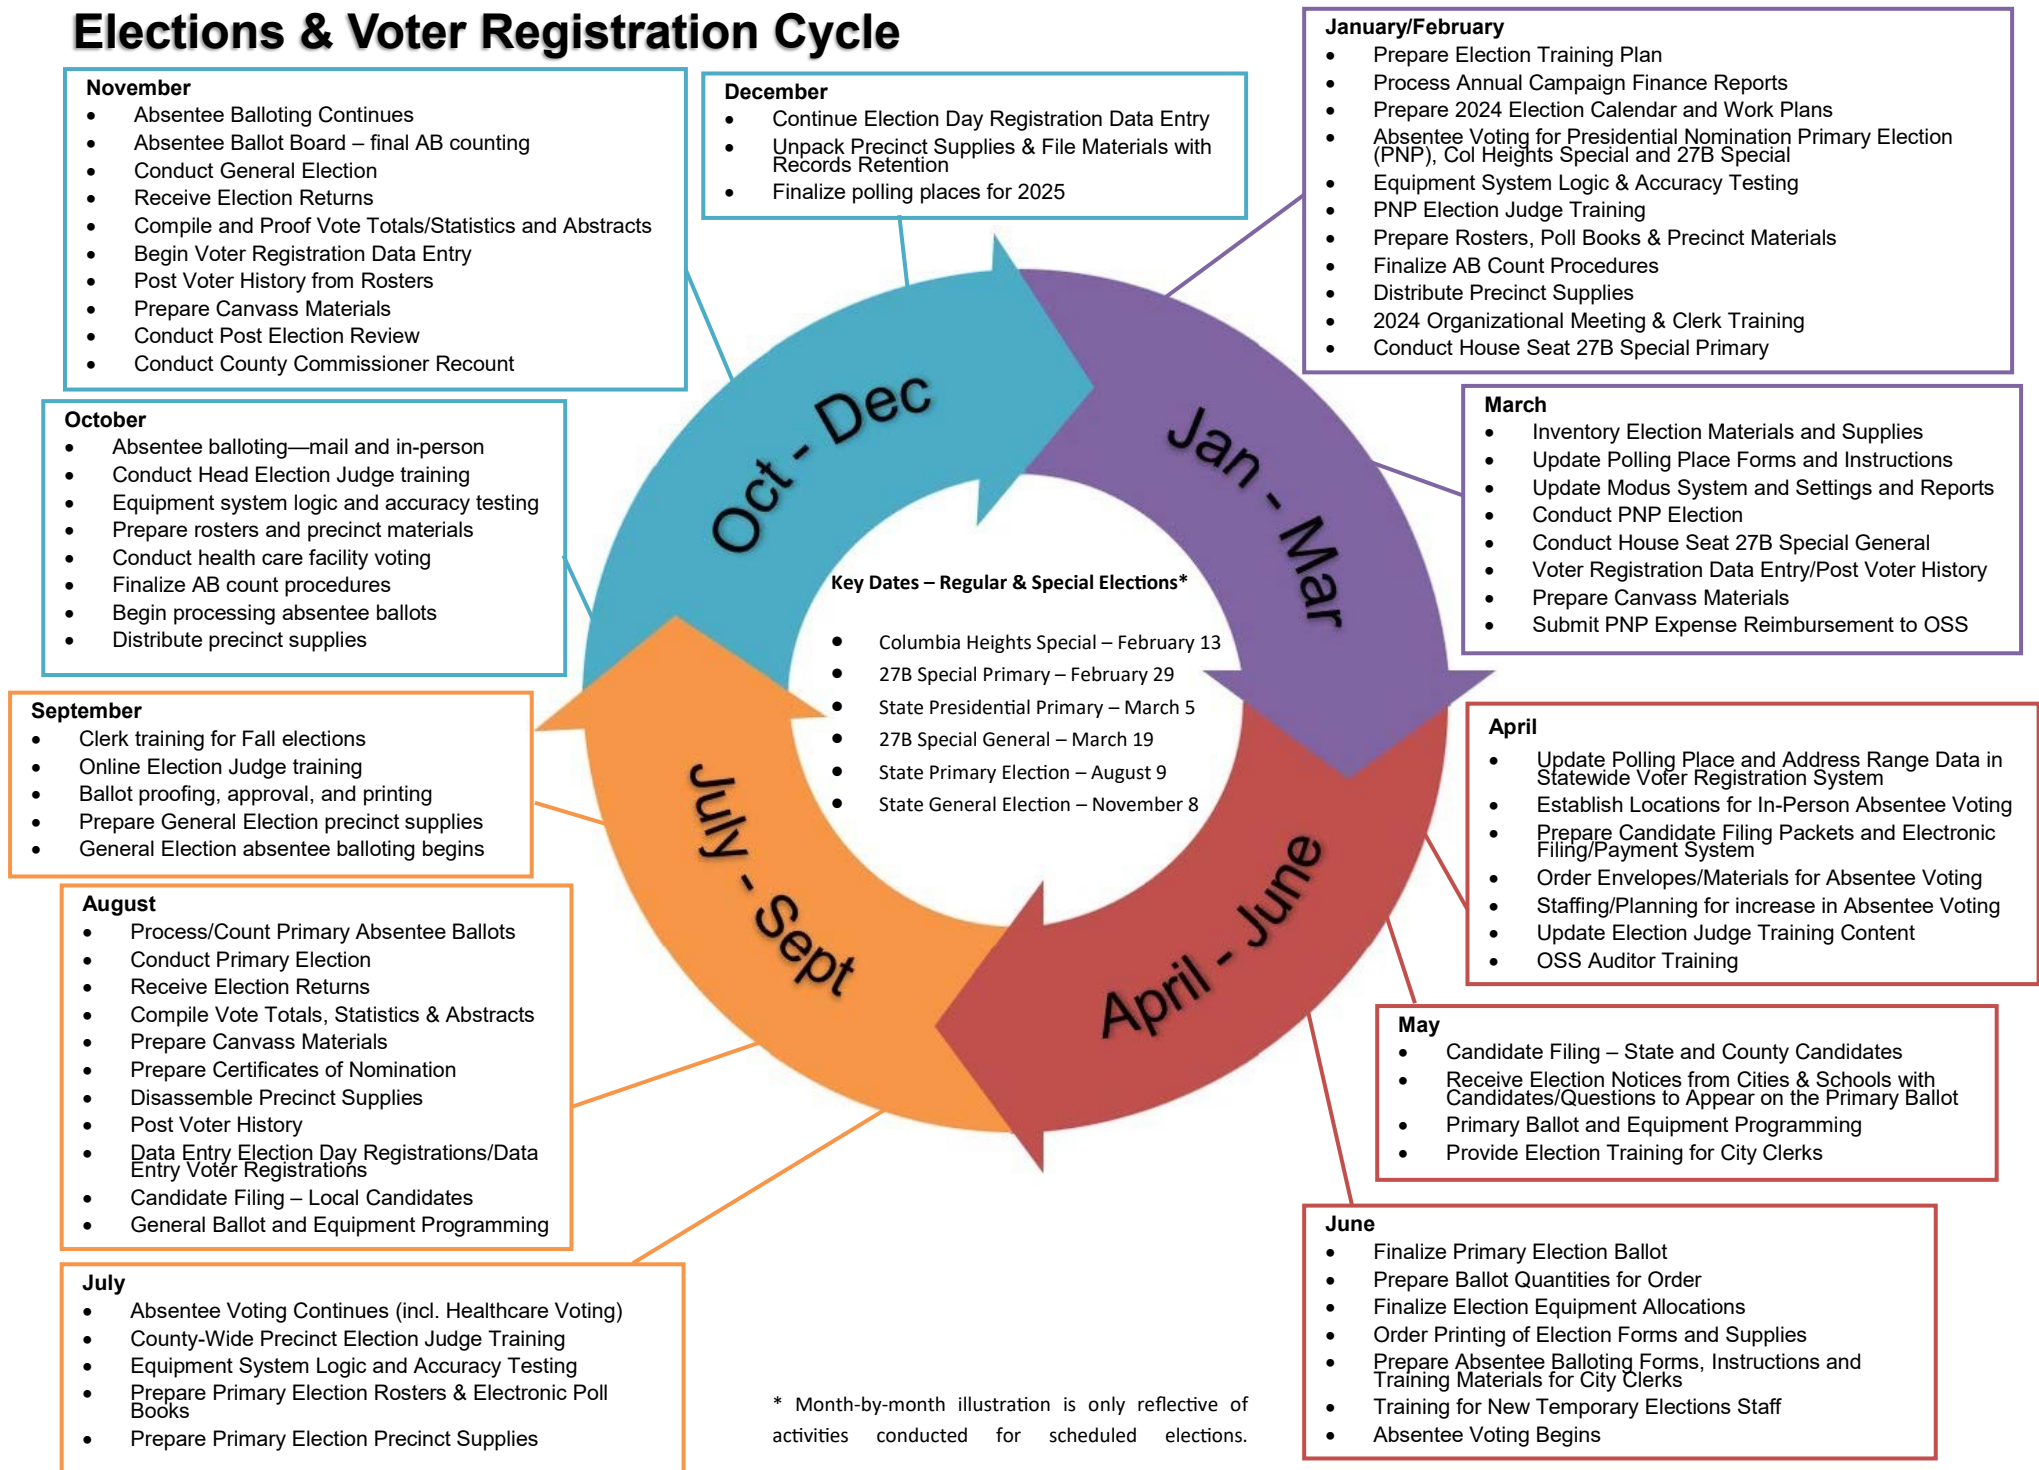 Elections & Voter Registration Cycle
November
• Absentee Balloting Continues
• Absentee Ballot Board – final AB counting
• Conduct General Election
• Receive Election Returns
• Compile and Proof Vote Totals/Statistics and Abstracts
• Begin Voter Registration Data Entry
• Post Voter History from Rosters
• Prepare Canvass Materials
• Conduct Post Election Review
• Conduct County Commissioner Recount
December
• Continue Election Day Registration Data Entry
• Unpack Precinct Supplies & File Materials with
Records Retention
• Finalize polling places for 2025
January/February
• Prepare Election Training Plan
• Process Annual Campaign Finance Reports
• Prepare 2024 Election Calendar and Work Plans
• Absentee Voting for Presidential Nomination Primary Election
(PNP), Col Heights Special and 27B Special
• Equipment System Logic & Accuracy Testing
• PNP Election Judge Training
• Prepare Rosters, Poll Books & Precinct Materials
• Finalize AB Count Procedures
• Distribute Precinct Supplies
• 2024 Organizational Meeting & Clerk Training
• Conduct House Seat 27B Special Primary
October
• Absentee balloting—mail and in-person
• Conduct Head Election Judge training
• Equipment system logic and accuracy testing
• Prepare rosters and precinct materials
• Conduct health care facility voting
• Finalize AB count procedures
• Begin processing absentee ballots
• Distribute precinct supplies
Oct - Dec
Jan - Mar
March
• Inventory Election Materials and Supplies
• Update Polling Place Forms and Instructions
• Update Modus System and Settings and Reports
• Conduct PNP Election
• Conduct House Seat 27B Special General
• Voter Registration Data Entry/Post Voter History
• Prepare Canvass Materials
• Submit PNP Expense Reimbursement to OSS
Key Dates – Regular & Special Elections*
• Columbia Heights Special – February 13
• 27B Special Primary – February 29
• State Presidential Primary – March 5
• 27B Special General – March 19
• State Primary Election – August 9
• State General Election – November 8
September
• Clerk training for Fall elections
• Online Election Judge training
• Ballot proofing, approval, and printing
• Prepare General Election precinct supplies
• General Election absentee balloting begins
July - Sept
April - June
April
• Update Polling Place and Address Range Data in
Statewide Voter Registration System
• Establish Locations for In-Person Absentee Voting
• Prepare Candidate Filing Packets and Electronic
Filing/Payment System
• Order Envelopes/Materials for Absentee Voting
• Staffing/Planning for increase in Absentee Voting
• Update Election Judge Training Content
• OSS Auditor Training
August
• Process/Count Primary Absentee Ballots
• Conduct Primary Election
• Receive Election Returns
• Compile Vote Totals, Statistics & Abstracts
• Prepare Canvass Materials
• Prepare Certificates of Nomination
• Disassemble Precinct Supplies
• Post Voter History
• Data Entry Election Day Registrations/Data
Entry Voter Registrations
• Candidate Filing – Local Candidates
• General Ballot and Equipment Programming
May
• Candidate Filing – State and County Candidates
• Receive Election Notices from Cities & Schools with
Candidates/Questions to Appear on the Primary Ballot
• Primary Ballot and Equipment Programming
• Provide Election Training for City Clerks
July
• Absentee Voting Continues (incl. Healthcare Voting)
• County-Wide Precinct Election Judge Training
• Equipment System Logic and Accuracy Testing
• Prepare Primary Election Rosters & Electronic Poll
Books
• Prepare Primary Election Precinct Supplies
June
• Finalize Primary Election Ballot
• Prepare Ballot Quantities for Order
• Finalize Election Equipment Allocations
• Order Printing of Election Forms and Supplies
• Prepare Absentee Balloting Forms, Instructions and
Training Materials for City Clerks
• Training for New Temporary Elections Staff
• Absentee Voting Begins
* Month-by-month illustration is only reflective of
activities conducted for scheduled elections.